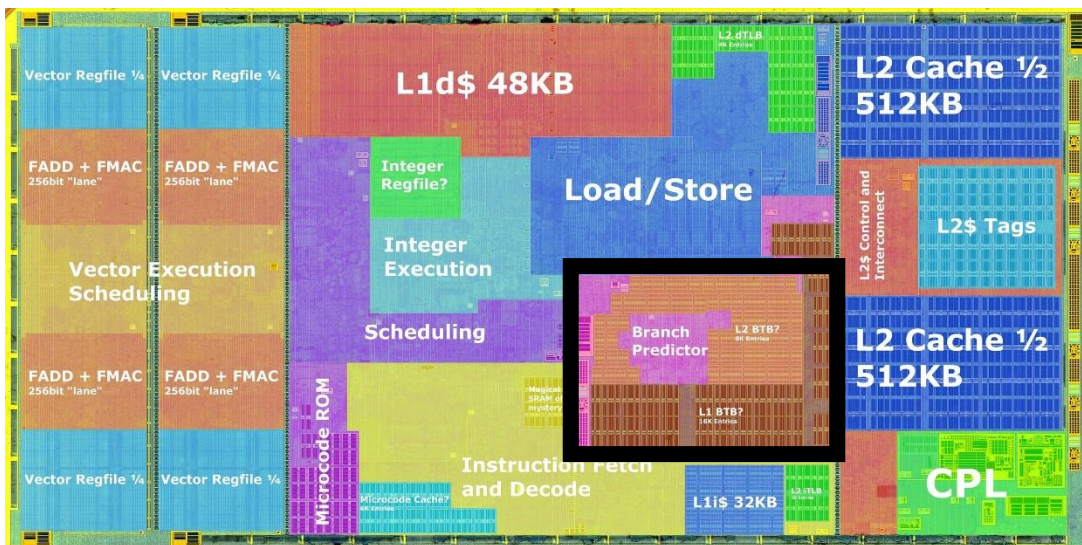 Vector Regfile ¼
Vector Regfile ¼
FADD + FMAC
256bit "lane"
FADD + FMAC
256bit "lane"
Vector Execution
Scheduling
FADD + FMAC
256bit "lane"
FADD + FMAC
256bit "lane"
Vector Regfile ¼
Vector Regfile ¼
L1d$ 48KB
L2 dTLB
4K Entries
Integer
Regfile?
Load/Store
Integer
Execution
Scheduling
Branch
Predictor
L2 BTB?
8K Entries
L1 BTB?
16K Entries
Magical
SRAM of
mystery
Microcode ROM
Instruction Fetch
and Decode
Microcode Cache?
L1i$ 32KB
L2 iTLB
L2 Cache ½
512KB
L2$ Control and
Interconnect
L2$ Tags
L2 Cache ½
512KB
CPL